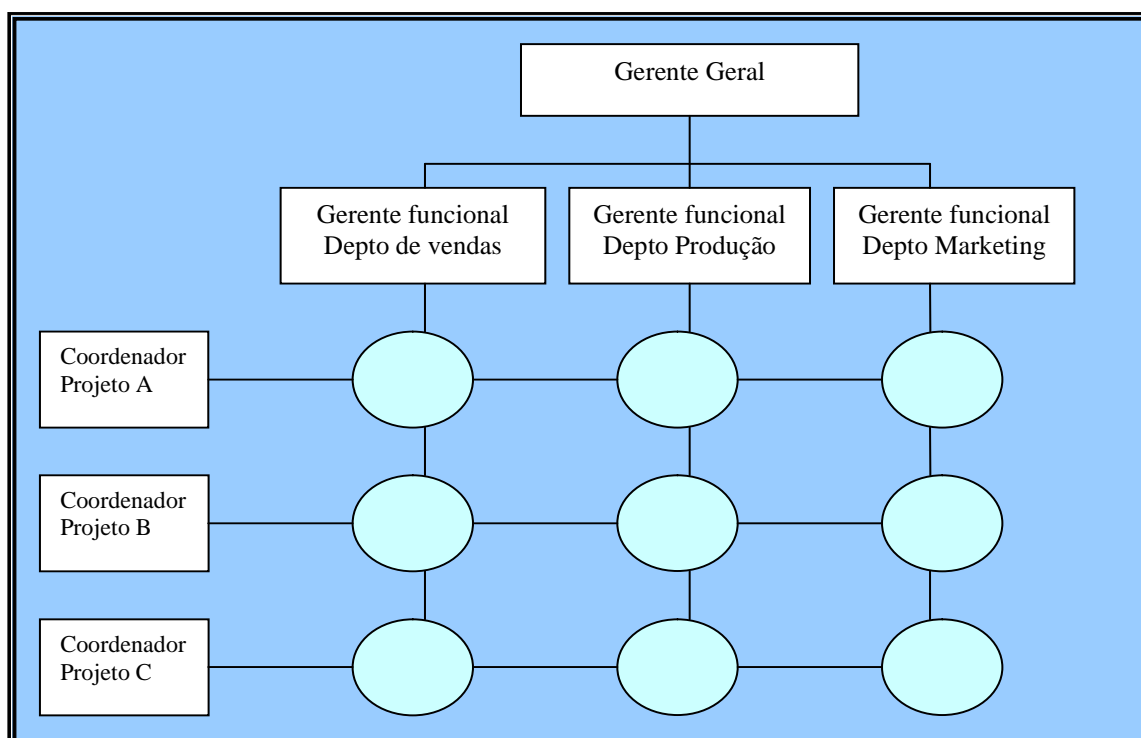 Gerente Geral
Gerente funcional
Depto de vendas
Gerente funcional
Depto Produção
Gerente funcional
Depto Marketing
Coordenador
Projeto A
Coordenador
Projeto B
Coordenador
Projeto C